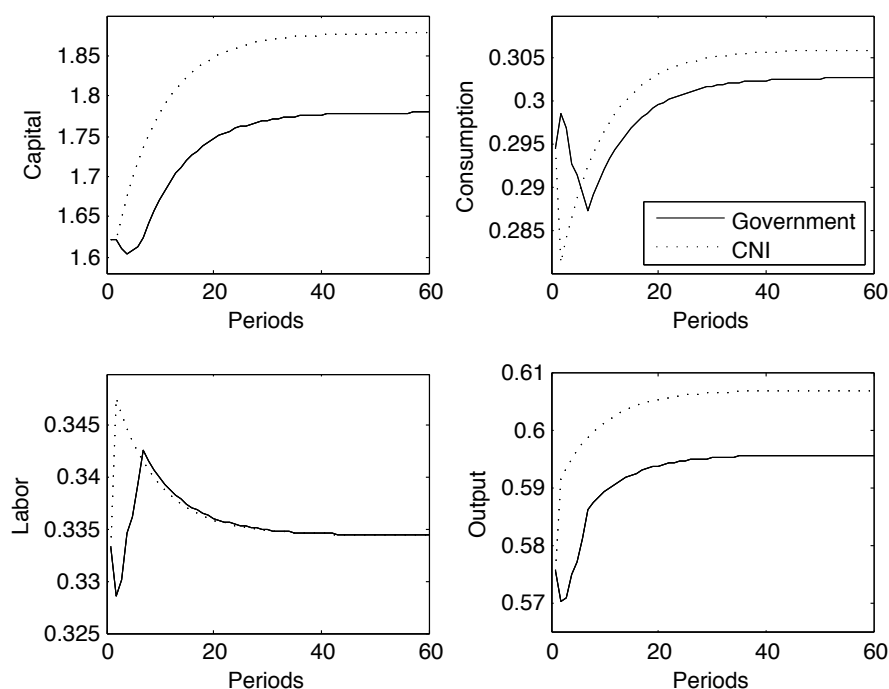 1.85
1.8
1.75
1.7
1.65
1.6
Capital
0 20 40 60
Periods
0.305
0.3
0.295
0.29
0.285
Consumption
Government
CNI
0 20 40 60
Periods
0.345
0.34
0.335
0.33
0.325
Labor
0 20 40 60
Periods
0.61
0.6
0.59
0.58
0.57
Output
0 20 40 60
Periods